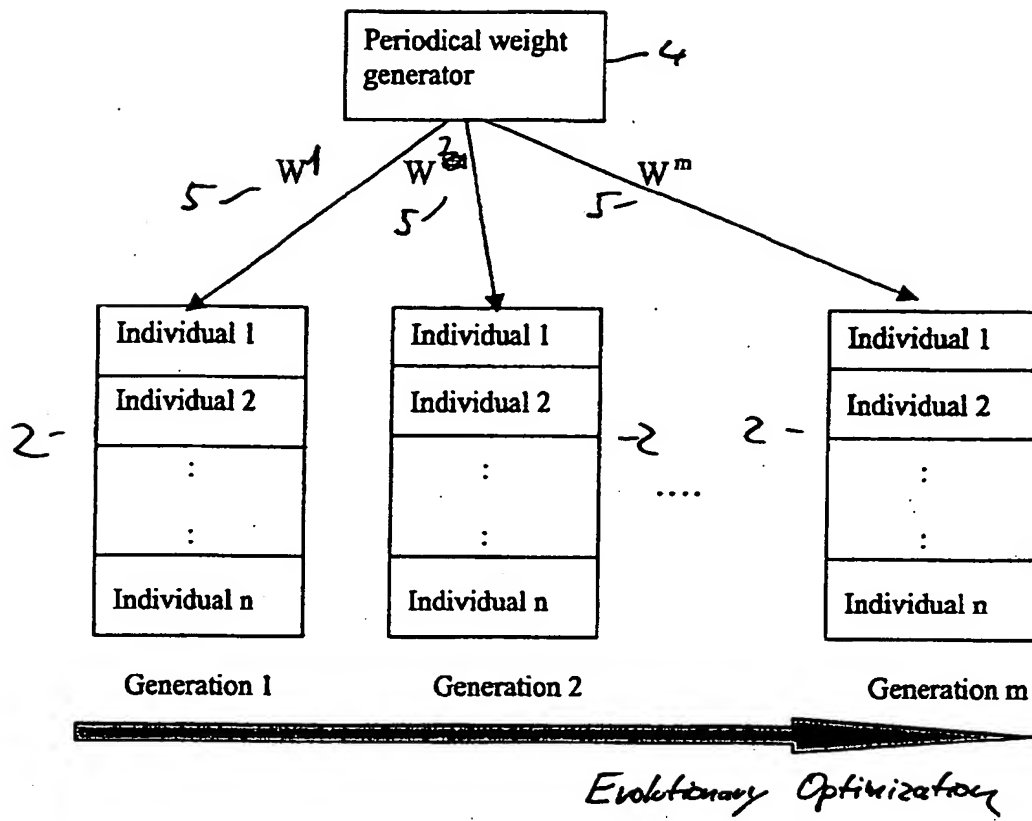 Periodical weight
generator
4
W1
W2
Wm
5
5
5
Individual 1
Individual 2
:
:
Individual n
2
Individual 1
Individual 2
:
:
Individual n
2
....
2
Individual 1
Individual 2
:
:
Individual n
Generation 1
Generation 2
Generation m
Evolutionary Optimization